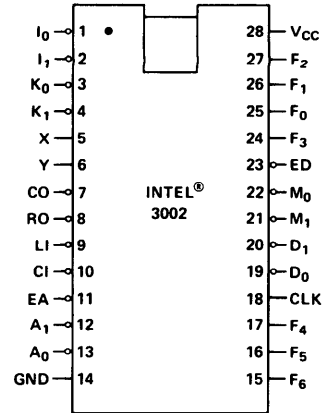 I₀ 1 28 VCC
I₁ 2 27 F₂
K₀ 3 26 F₁
K₁ 4 25 F₀
X 5 24 F₃
Y 6 23 ED
CO 7 INTEL® 22 M₀
RO 8 3002 21 M₁
LI 9 20 D₁
CI 10 19 D₀
EA 11 18 CLK
A₁ 12 17 F₄
A₀ 13 16 F₅
GND 14 15 F₆